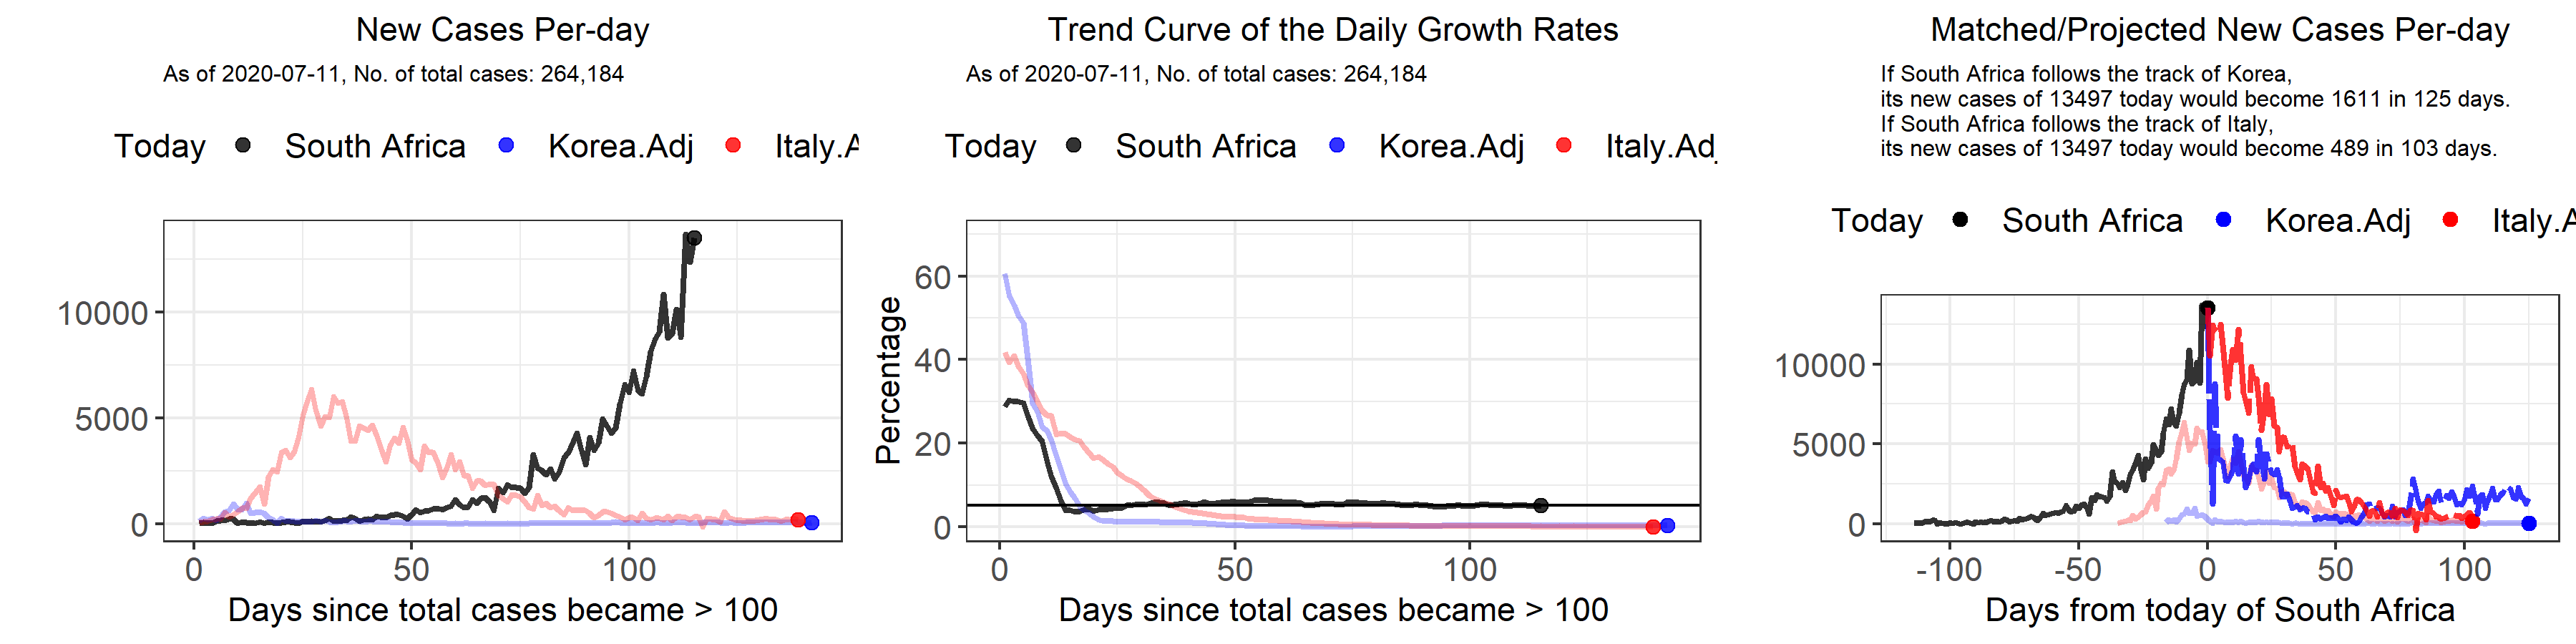 New Cases Per-day
As of 2020-07-11, No. of total cases: 264,184
Today South Africa Korea.Adj Italy.A
10000
5000
0
0 50 100
Days since total cases became > 100
Trend Curve of the Daily Growth Rates
As of 2020-07-11, No. of total cases: 264,184
Today South Africa Korea.Adj Italy.Adj
Percentage
60
40
20
0
0 50 100
Days since total cases became > 100
Matched/Projected New Cases Per-day
If South Africa follows the track of Korea,
its new cases of 13497 today would become 1611 in 125 days.
If South Africa follows the track of Italy,
its new cases of 13497 today would become 489 in 103 days.
Today South Africa Korea.Adj Italy.A
10000
5000
0
-100 -50 0 50 100
Days from today of South Africa